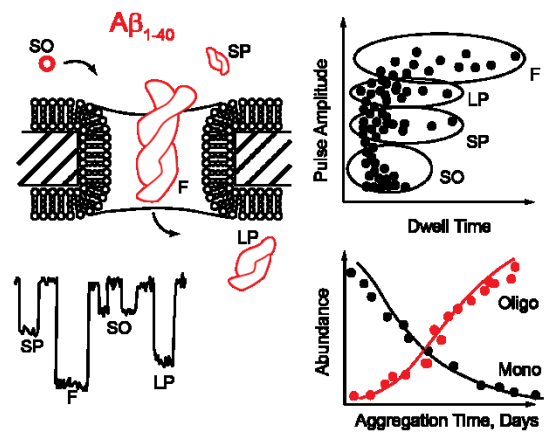 Aβ1-40
SO
SP
F
LP
SP
F
SO
LP
Pulse Amplitude
F
LP
SP
SO
Dwell Time
Abundance
Oligo
Mono
Aggregation Time, Days